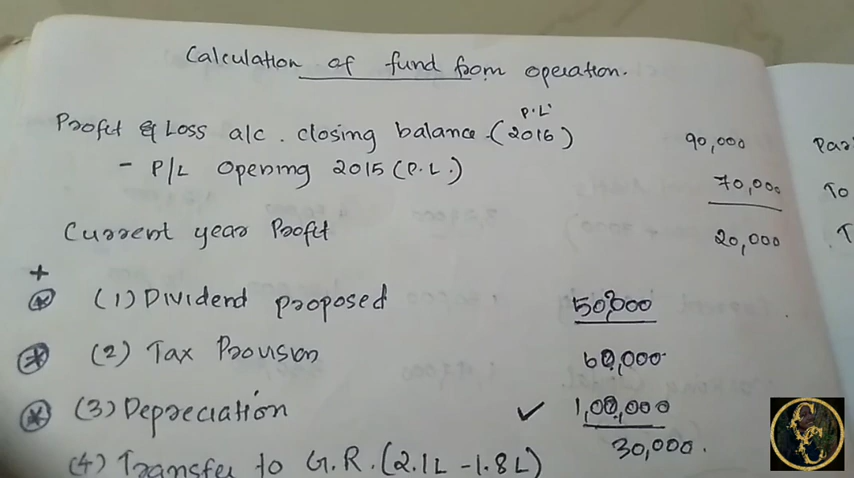 Calculation of fund from operation.
P.L.
Profit & Loss a/c. closing balance (2016) 90,000
- P/L Opening 2015 (P.L.) 70,000
Current year Profit 20,000
+
(1) Dividend proposed 50,000
(2) Tax Provision 60,000
(3) Depreciation ✓ 1,00,000
(4) Transfer to G.R. (2.1L - 1.8L) 30,000.
To